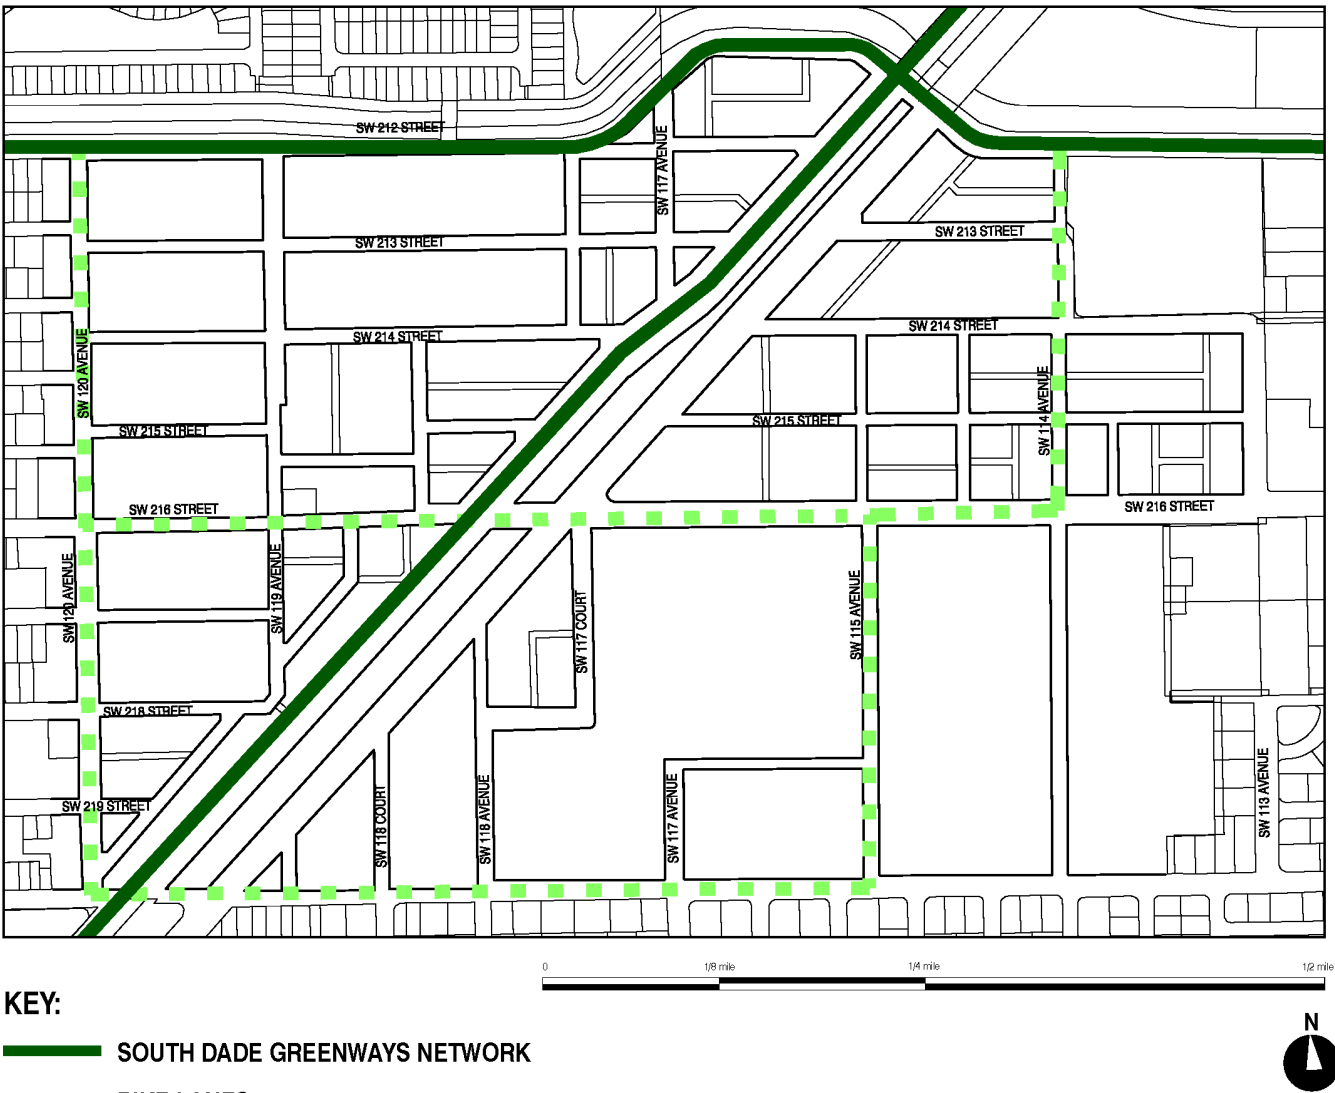 SW 212 STREET
SW 117 AVENUE
SW 213 STREET
SW 213 STREET
SW 214 STREET
SW 214 STREET
SW 120 AVENUE
SW 114 AVENUE
SW 215 STREET
SW 215 STREET
SW 216 STREET
SW 216 STREET
SW 120 AVENUE
SW 119 AVENUE
SW 117 COURT
SW 115 AVENUE
SW 218 STREET
SW 219 STREET
SW 118 COURT
SW 118 AVENUE
SW 117 AVENUE
SW 113 AVENUE
0 1/8 mile 1/4 mile 1/2 mile
KEY:
N
SOUTH DADE GREENWAYS NETWORK